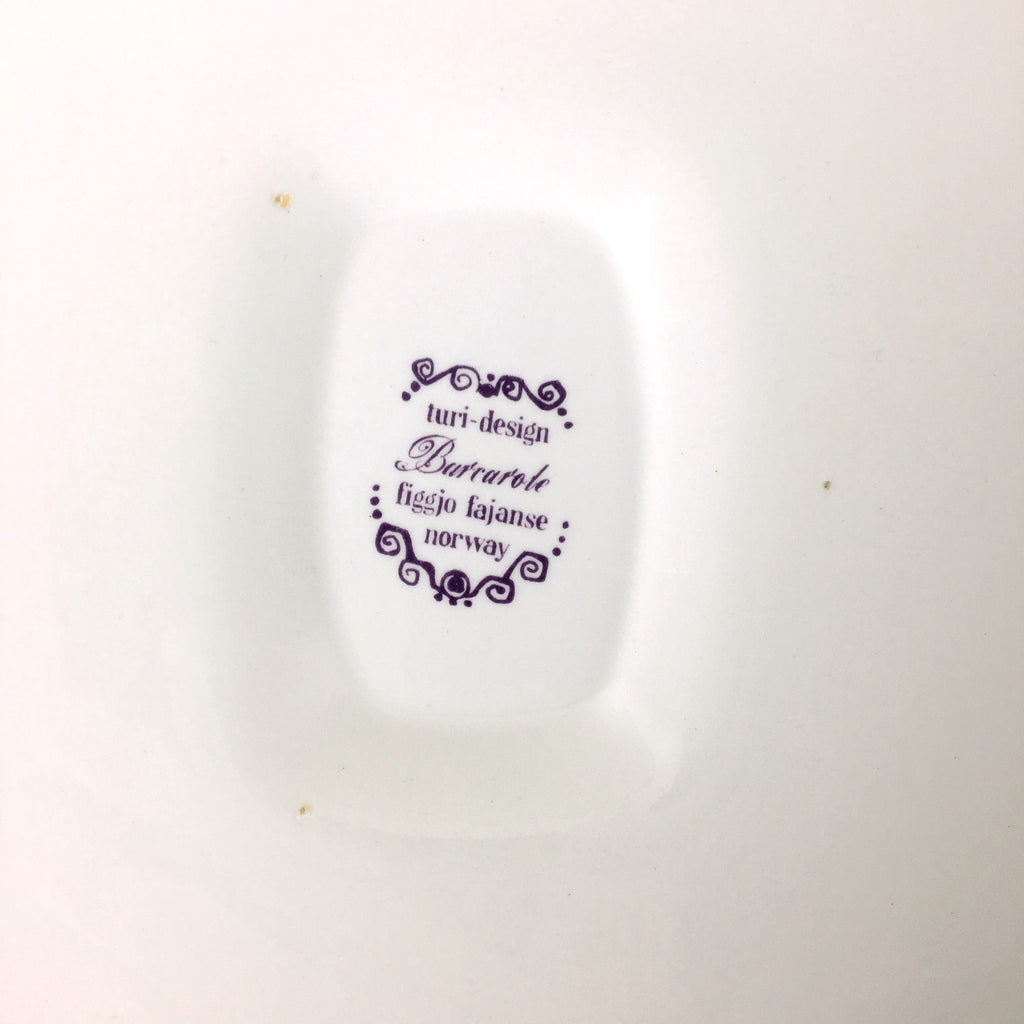 turi-design
Barcarole
figgjo fajanse
norway